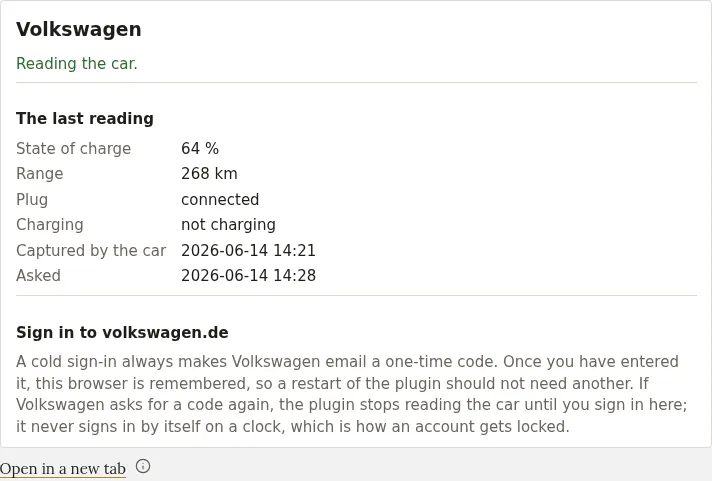 Volkswagen
Reading the car.
The last reading
State of charge 64 %
Range 268 km
Plug connected
Charging not charging
Captured by the car 2026-06-14 14:21
Asked 2026-06-14 14:28
Sign in to volkswagen.de
A cold sign-in always makes Volkswagen email a one-time code. Once you have entered
it, this browser is remembered, so a restart of the plugin should not need another. If
Volkswagen asks for a code again, the plugin stops reading the car until you sign in here;
it never signs in by itself on a clock, which is how an account gets locked.
Open in a new tab